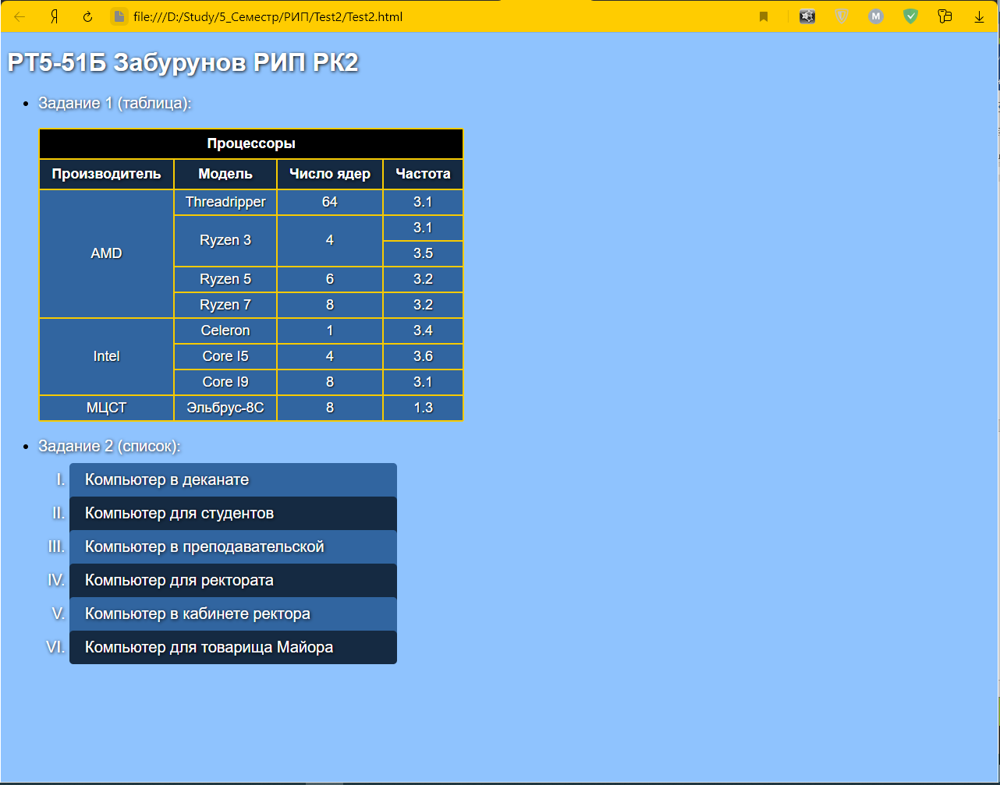 Я file:///D:/Study/5_Семестр/РИП/Test2/Test2.html M
РТ5-51Б Забурунов РИП РК2
• Задание 1 (таблица):
Процессоры
Производитель Модель Число ядер Частота
AMD Threadripper 64 3.1
Ryzen 3 4 3.1
3.5
Ryzen 5 6 3.2
Ryzen 7 8 3.2
Intel Celeron 1 3.4
Core I5 4 3.6
Core I9 8 3.1
МЦСТ Эльбрус-8С 8 1.3
• Задание 2 (список):
I. Компьютер в деканате
II. Компьютер для студентов
III. Компьютер в преподавательской
IV. Компьютер для ректората
V. Компьютер в кабинете ректора
VI. Компьютер для товарища Майора